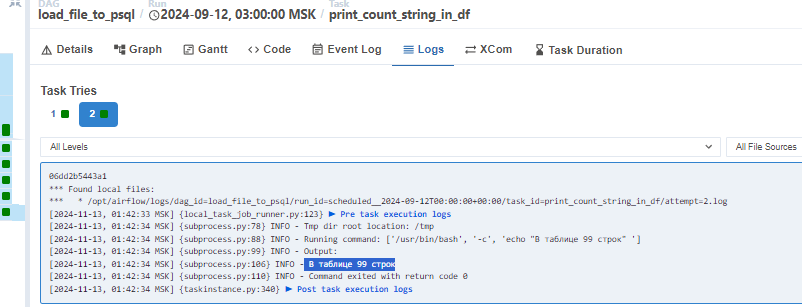 DAG Run Task
load_file_to_psql / 2024-09-12, 03:00:00 MSK / print_count_string_in_df
Details Graph Gantt Code Event Log Logs XCom Task Duration
Task Tries
1 2
All Levels All File Sources
06dd2b5443a1
*** Found local files:
*** * /opt/airflow/logs/dag_id=load_file_to_psql/run_id=scheduled__2024-09-12T00:00:00+00:00/task_id=print_count_string_in_df/attempt=2.log
[2024-11-13, 01:42:33 MSK] {local_task_job_runner.py:123} ▶ Pre task execution logs
[2024-11-13, 01:42:34 MSK] {subprocess.py:78} INFO - Tmp dir root location: /tmp
[2024-11-13, 01:42:34 MSK] {subprocess.py:88} INFO - Running command: ['/usr/bin/bash', '-c', 'echo "В таблице 99 строк" ']
[2024-11-13, 01:42:34 MSK] {subprocess.py:99} INFO - Output:
[2024-11-13, 01:42:34 MSK] {subprocess.py:106} INFO - В таблице 99 строк
[2024-11-13, 01:42:34 MSK] {subprocess.py:110} INFO - Command exited with return code 0
[2024-11-13, 01:42:34 MSK] {taskinstance.py:340} ▶ Post task execution logs